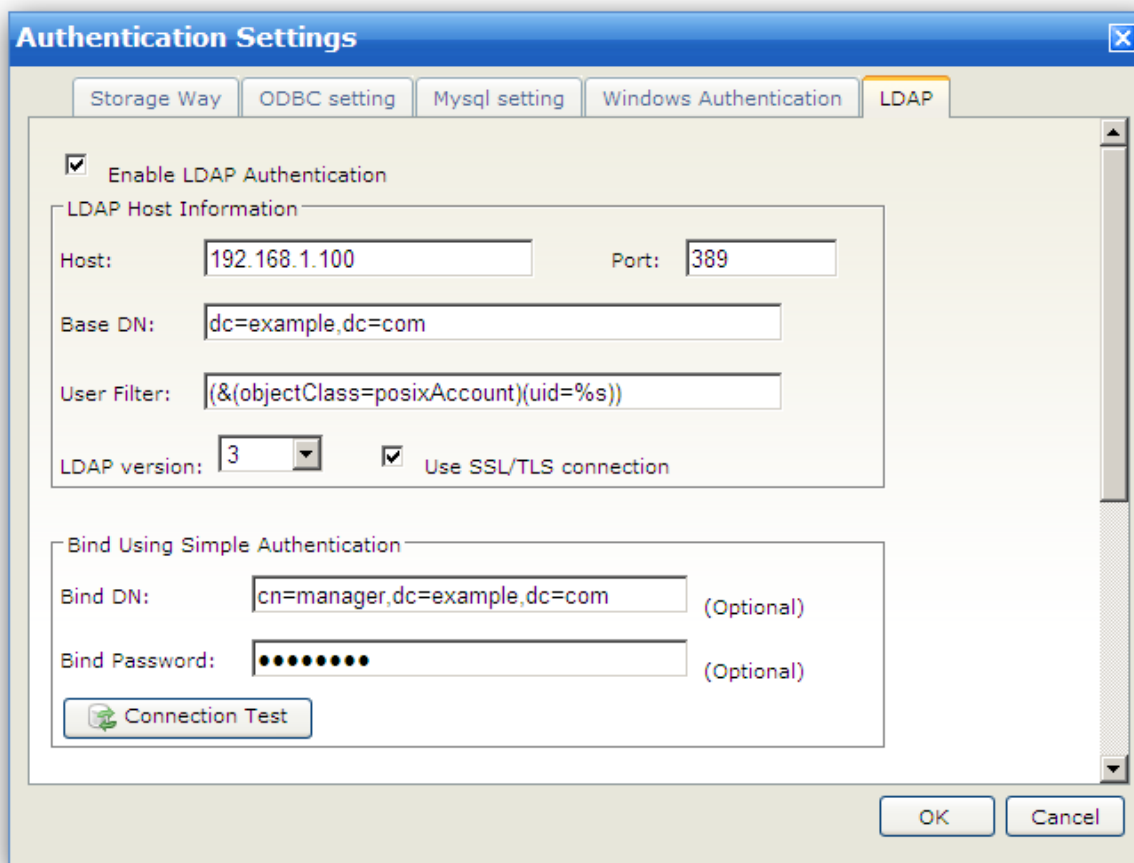 Authentication Settings
Storage Way ODBC setting Mysql setting Windows Authentication LDAP
Enable LDAP Authentication
LDAP Host Information
Host: 192.168.1.100 Port: 389
Base DN: dc=example,dc=com
User Filter: (&(objectClass=posixAccount)(uid=%s))
LDAP version: 3 Use SSL/TLS connection
Bind Using Simple Authentication
Bind DN: cn=manager,dc=example,dc=com (Optional)
Bind Password: ●●●●●●●● (Optional)
Connection Test
OK Cancel